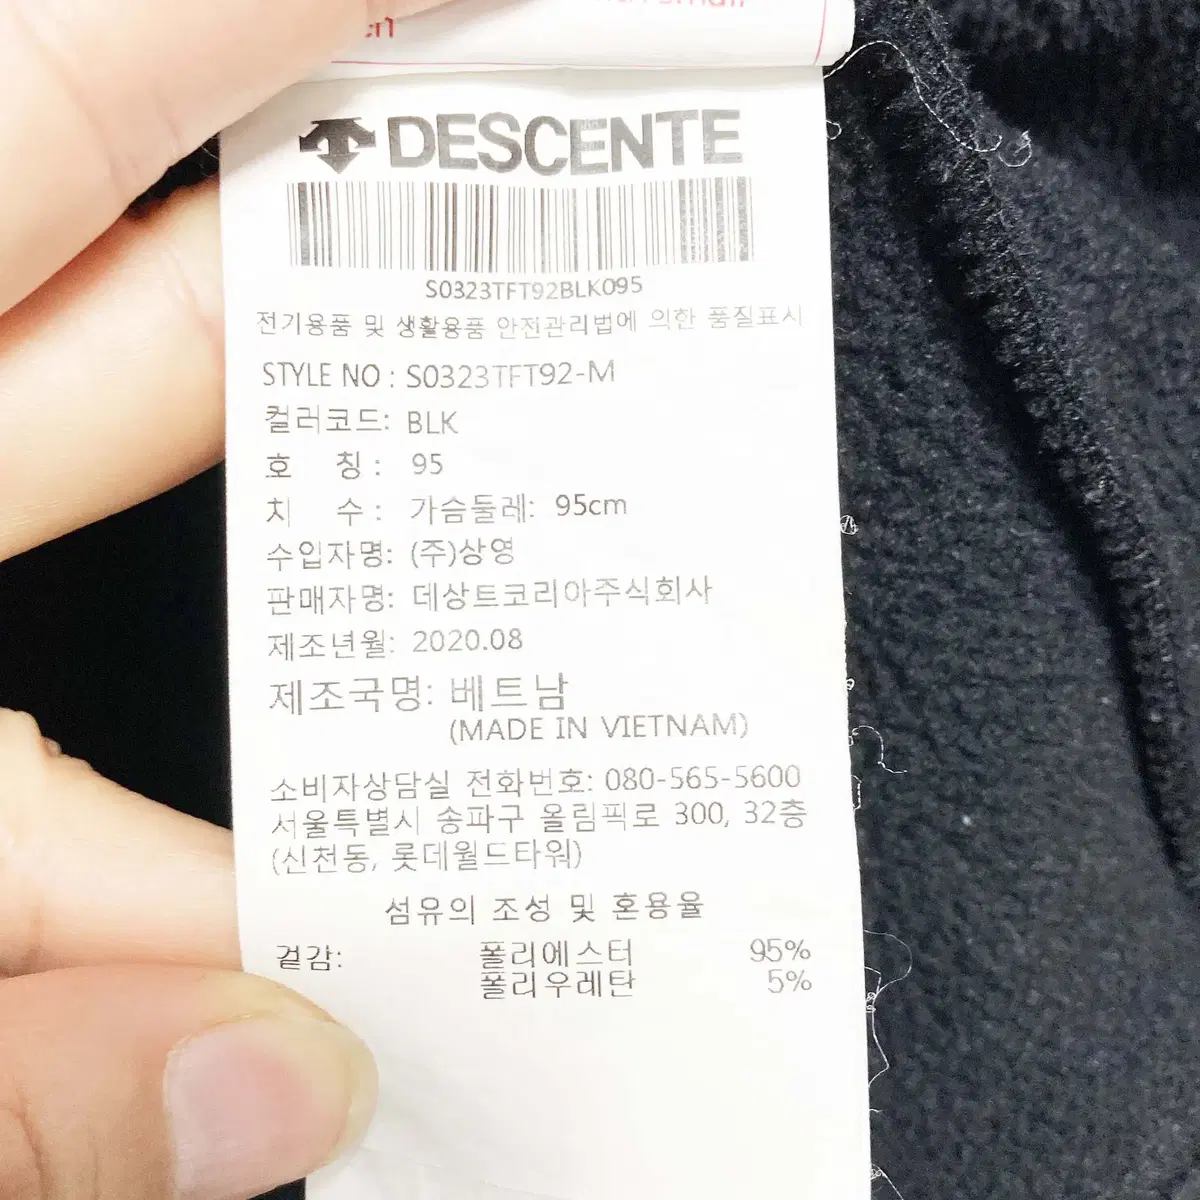 DESCENTE
S0323TFT92BLK095
전기용품 및 생활용품 안전관리법에 의한 품질표시
STYLE NO : S0323TFT92-M
컬러코드: BLK
호 칭 : 95
치 수 : 가슴둘레: 95cm
수입자명: (주)상영
판매자명: 데상트코리아주식회사
제조년월: 2020.08
제조국명: 베트남
(MADE IN VIETNAM)
소비자상담실 전화번호: 080-565-5600
서울특별시 송파구 올림픽로 300, 32층
(신천동, 롯데월드타워)
섬유의 조성 및 혼용율
겉감: 폴리에스터 95%
폴리우레탄 5%